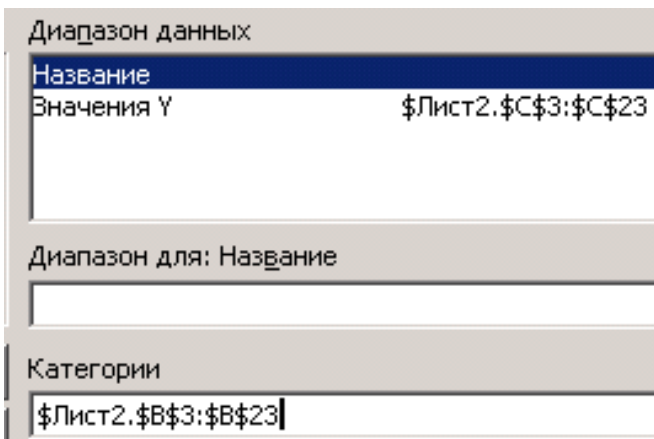 Диапазон данных
Название
Значения Y $Лист2.$C$3:$C$23
Диапазон для: Название
Категории
$Лист2.$B$3:$B$23